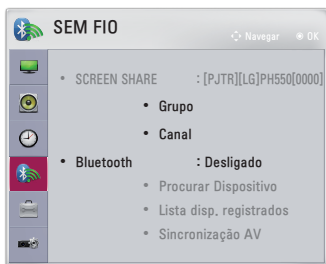 SEM FIO
Navegar OK
• SCREEN SHARE : [PJTR][LG]PH550[0000]
• Grupo
• Canal
• Bluetooth : Desligado
• Procurar Dispositivo
• Lista disp. registrados
• Sincronização AV